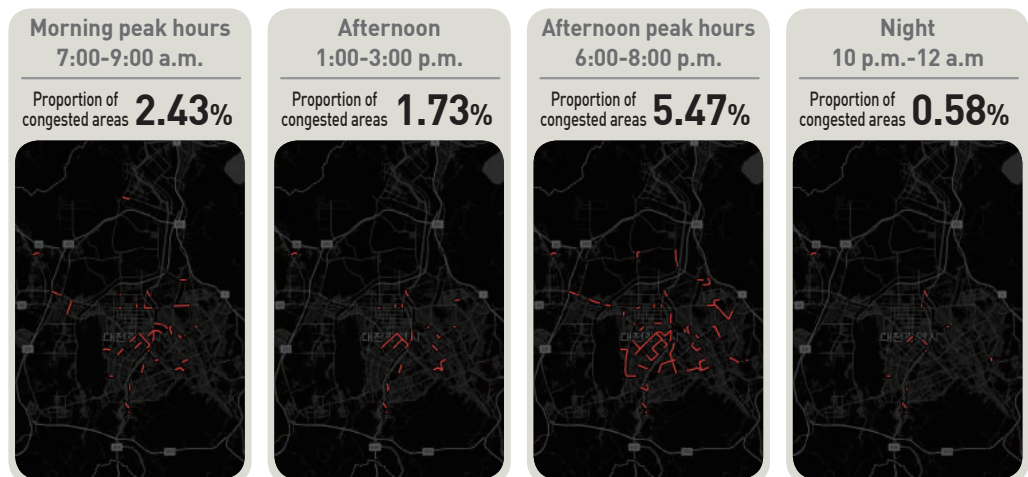 Morning peak hours
7:00-9:00 a.m.
Proportion of
congested areas 2.43%
Afternoon
1:00-3:00 p.m.
Proportion of
congested areas 1.73%
Afternoon peak hours
6:00-8:00 p.m.
Proportion of
congested areas 5.47%
Night
10 p.m.-12 a.m
Proportion of
congested areas 0.58%